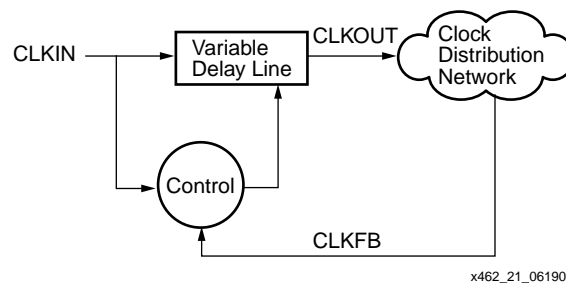 CLKIN
Variable
Delay Line
CLKOUT
Clock
Distribution
Network
Control
CLKFB
x462_21_06190